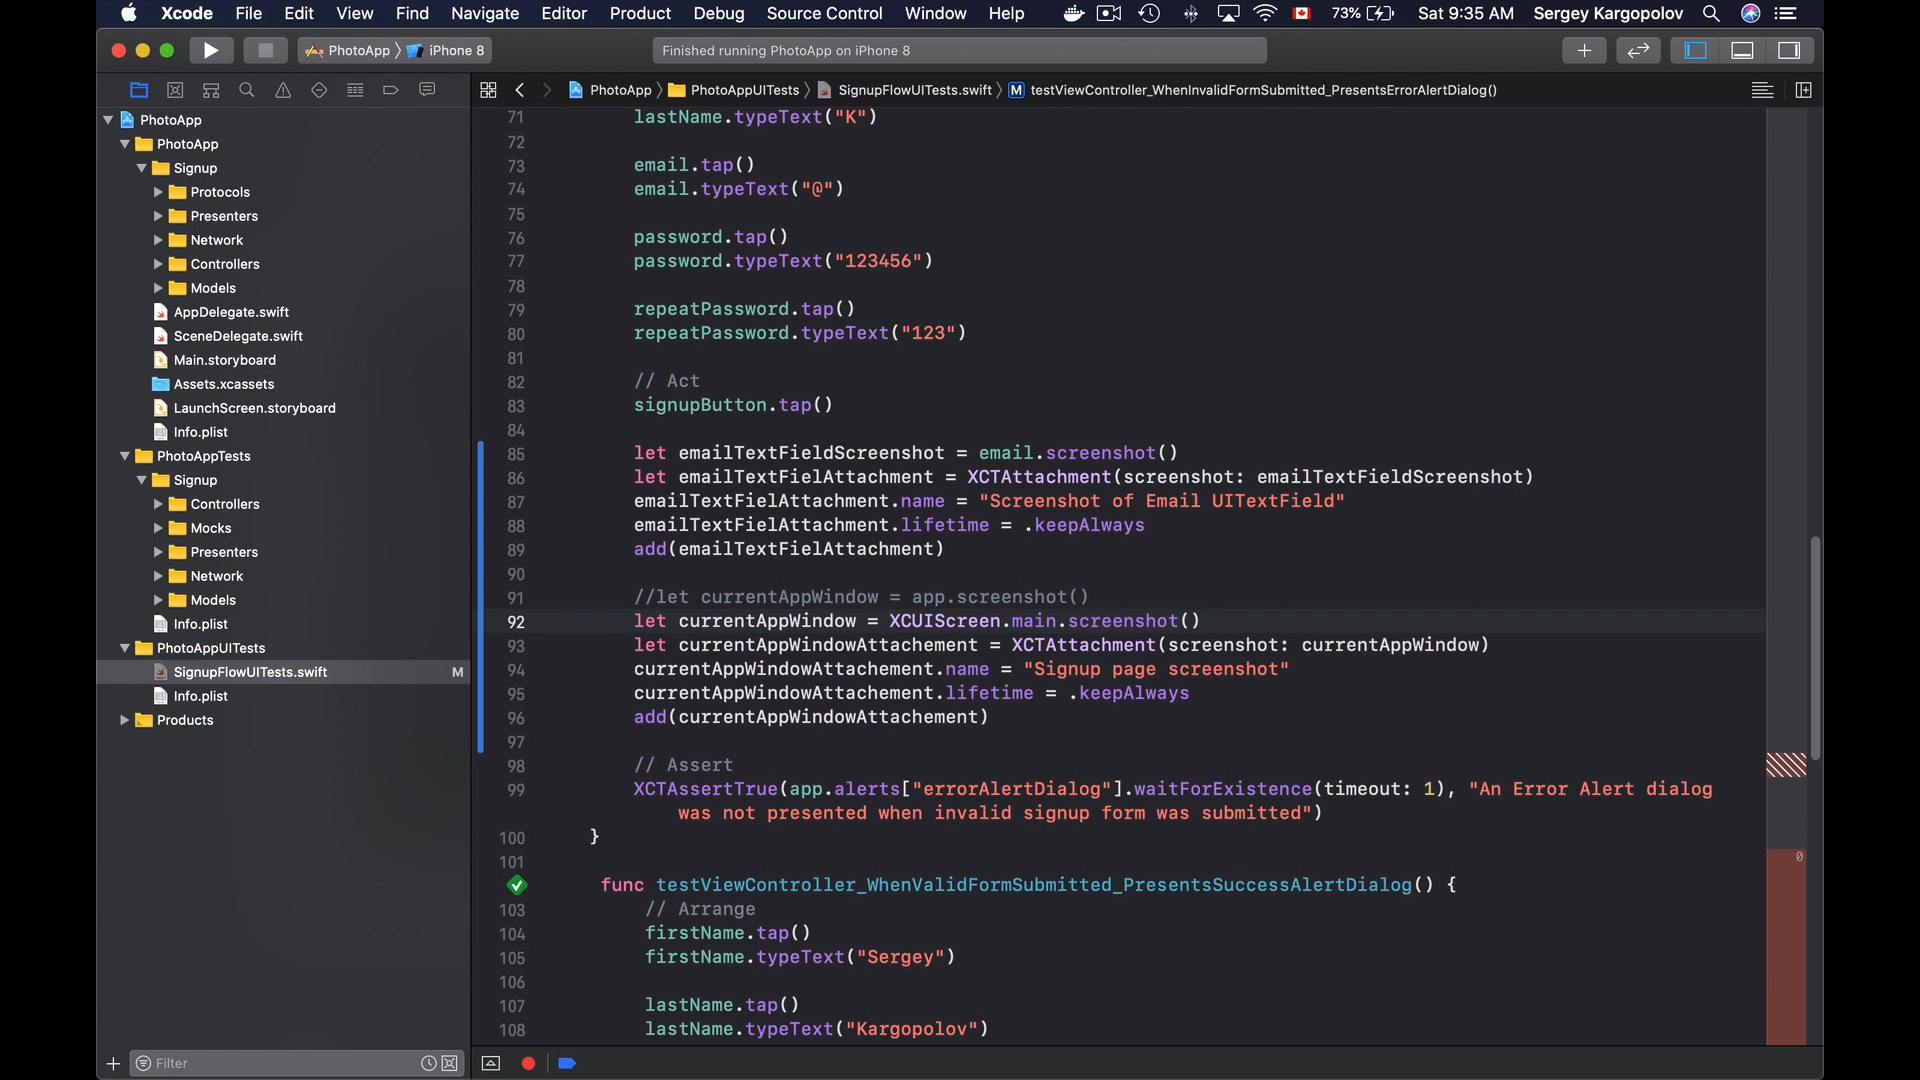 Xcode File Edit View Find Navigate Editor Product Debug Source Control Window Help 73% Sat 9:35 AM Sergey Kargopolov
PhotoApp iPhone 8
Finished running PhotoApp on iPhone 8
PhotoApp PhotoAppUITests SignupFlowUITests.swift M testViewController_WhenInvalidFormSubmitted_PresentsErrorAlertDialog()
PhotoApp
PhotoApp
Signup
Protocols
Presenters
Network
Controllers
Models
AppDelegate.swift
SceneDelegate.swift
Main.storyboard
Assets.xcassets
LaunchScreen.storyboard
Info.plist
PhotoAppTests
Signup
Controllers
Mocks
Presenters
Network
Models
Info.plist
PhotoAppUITests
SignupFlowUITests.swift M
Info.plist
Products
Filter
71 lastName.typeText("K")
72
73 email.tap()
74 email.typeText("@")
75
76 password.tap()
77 password.typeText("123456")
78
79 repeatPassword.tap()
80 repeatPassword.typeText("123")
81
82 // Act
83 signupButton.tap()
84
85 let emailTextFieldScreenshot = email.screenshot()
86 let emailTextFielAttachment = XCTAttachment(screenshot: emailTextFieldScreenshot)
87 emailTextFielAttachment.name = "Screenshot of Email UITextField"
88 emailTextFielAttachment.lifetime = .keepAlways
89 add(emailTextFielAttachment)
90
91 //let currentAppWindow = app.screenshot()
92 let currentAppWindow = XCUIScreen.main.screenshot()
93 let currentAppWindowAttachement = XCTAttachment(screenshot: currentAppWindow)
94 currentAppWindowAttachement.name = "Signup page screenshot"
95 currentAppWindowAttachement.lifetime = .keepAlways
96 add(currentAppWindowAttachement)
97
98 // Assert
99 XCTAssertTrue(app.alerts["errorAlertDialog"].waitForExistence(timeout: 1), "An Error Alert dialog
was not presented when invalid signup form was submitted")
100 }
101 0
func testViewController_WhenValidFormSubmitted_PresentsSuccessAlertDialog() {
103 // Arrange
104 firstName.tap()
105 firstName.typeText("Sergey")
106
107 lastName.tap()
108 lastName.typeText("Kargopolov")